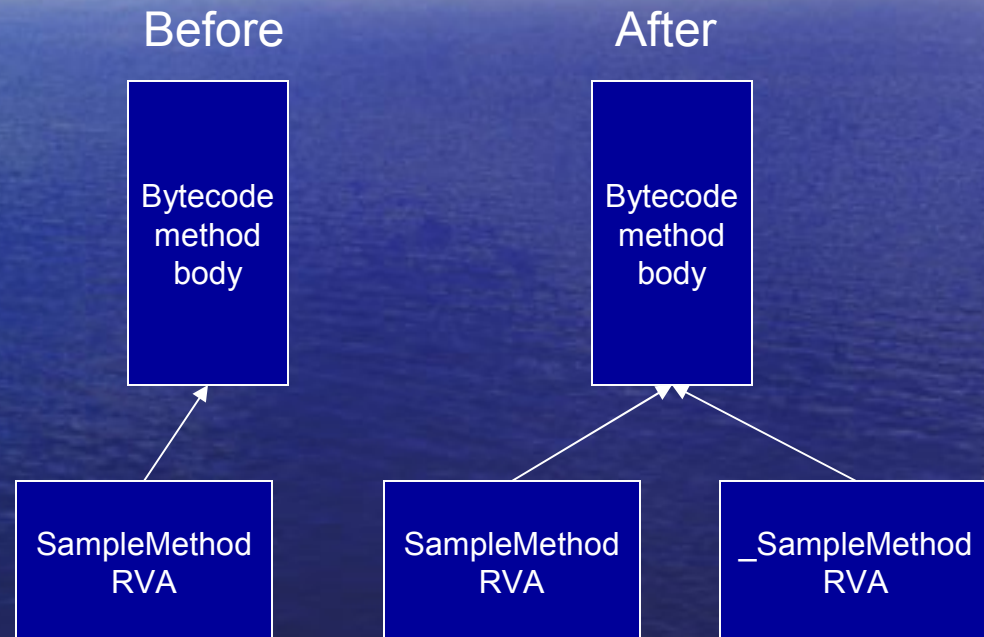 Before
After
Bytecode
method
body
Bytecode
method
body
SampleMethod
RVA
SampleMethod
RVA
_SampleMethod
RVA